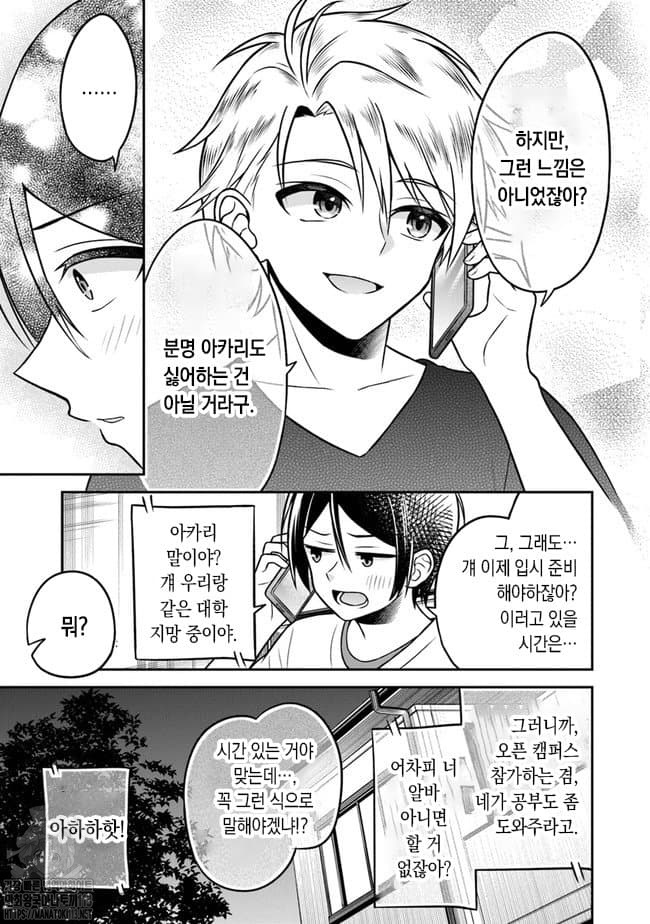 하지만,
그런 느낌은
아니었잖아?
……
분명 아카리도
싫어하는 건
아닐 거라구.
그, 그래도…
걔 이제 입시 준비
해야하잖아?
이러고 있을
시간은…
아카리
말이야?
걔 우리랑
같은 대학
지망 중이야.
뭐?
그러니까,
오픈 캠퍼스
참가하는 겸,
네가 공부도 좀
도와주라고.
어차피 너
알바
아니면
할 거
없잖아?
시간 있는 거야
맞는데…,
꼭 그런 식으로
말해야겠냐!?
아하하핫!